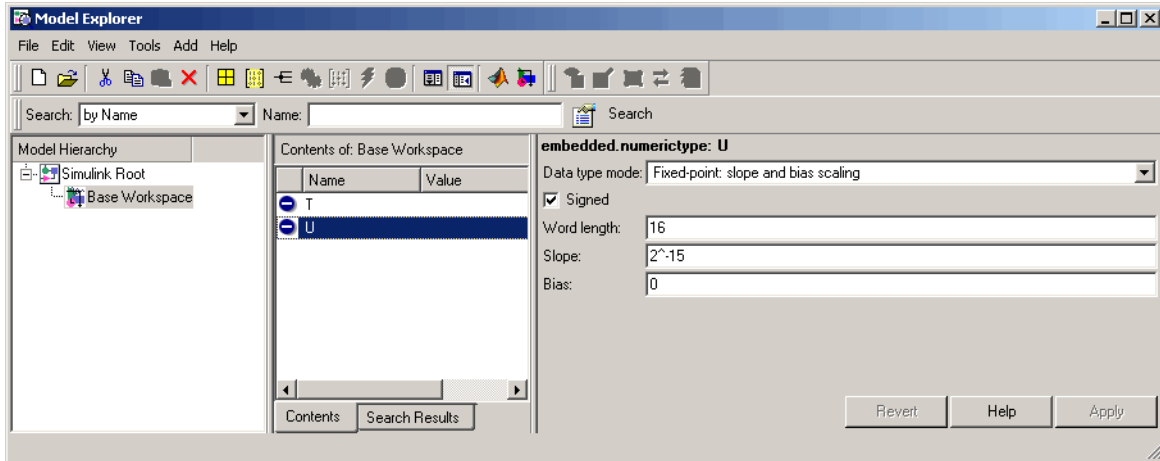 Model Explorer
File Edit View Tools Add Help
Search: by Name Name: Search
Model Hierarchy
Simulink Root
Base Workspace
Contents of: Base Workspace
Name Value
T
U
Contents Search Results
embedded.numerictype: U
Data type mode: Fixed-point: slope and bias scaling
Signed
Word length: 16
Slope: 2^-15
Bias: 0
Revert Help Apply